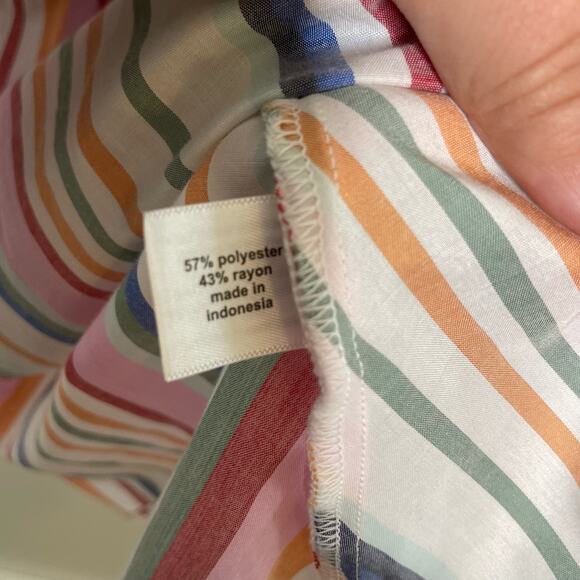 57% polyester
43% rayon
made in
indonesia